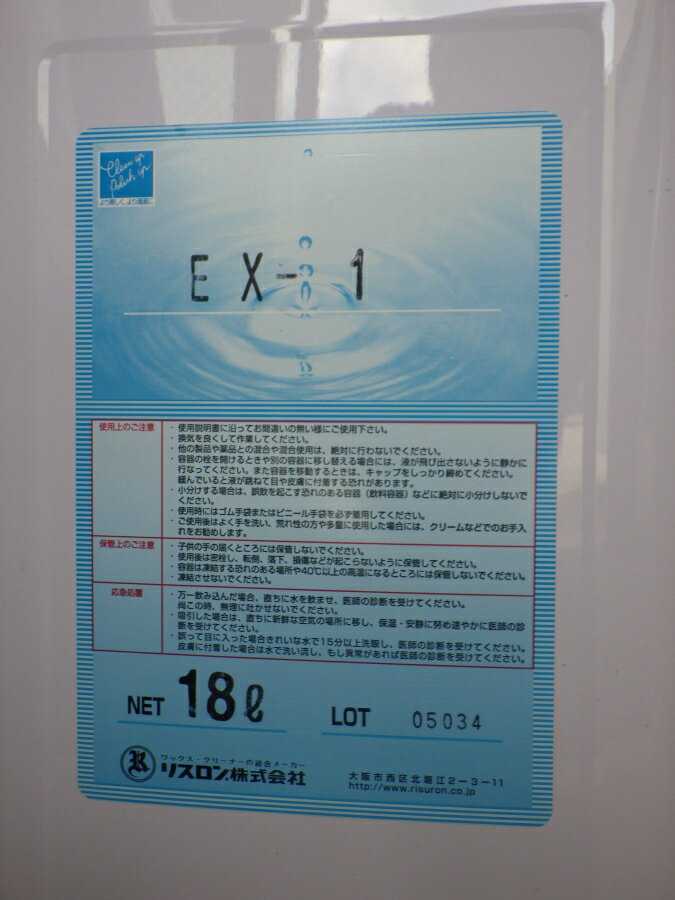 Clean up
Polish up
より美しく、より清潔に
EX-1
使用上のご注意
・使用説明書に沿ってお間違いの無い様にご使用下さい。
・換気を良くして作業してください。
・他の製品や薬品との混合や混合使用は、絶対に行わないでください。
・容器の栓を開けるときや別の容器に移し替える場合には、液が飛び出さないように静かに
行なってください。また容器を移動するときは、キャップをしっかり締めてください。
緩んでいると液が跳ねて目や皮膚に付着する恐れがあります。
・小分けする場合は、誤飲を起こす恐れのある容器（飲料容器）などに絶対に小分けしないで
ください。
・使用時にはゴム手袋またはビニール手袋を必ず着用してください。
・ご使用後はよく手を洗い、荒れ性の方や多量に使用した場合には、クリームなどでのお手入
れをお勧めします。
保管上のご注意
・子供の手の届くところには保管しないでください。
・使用後は密栓し、転倒、落下、損傷などが起こらないように保管してください。
・容器は凍結する恐れのある場所や40℃以上の高温になるところには保管しないでください。
・凍結させないでください。
応急処置
・万一飲み込んだ場合、直ちに水を飲ませ、医師の診断を受けてください。
尚この時、無理に吐かせないでください。
・吸引した場合は、直ちに新鮮な空気の場所に移し、保温・安静に努め速やかに医師の診
断を受けてください。
・誤って目に入った場合きれいな水で15分以上洗眼し、医師の診断を受けてください。
皮膚に付着した場合は水で洗い流し、もし異常があれば医師の診断を受けてください。
NET 18ℓ
LOT 05034
ワックス・クリーナーの総合メーカー
リスロン株式会社
大阪市西区北堀江2-3-11
http://www.risuron.co.jp